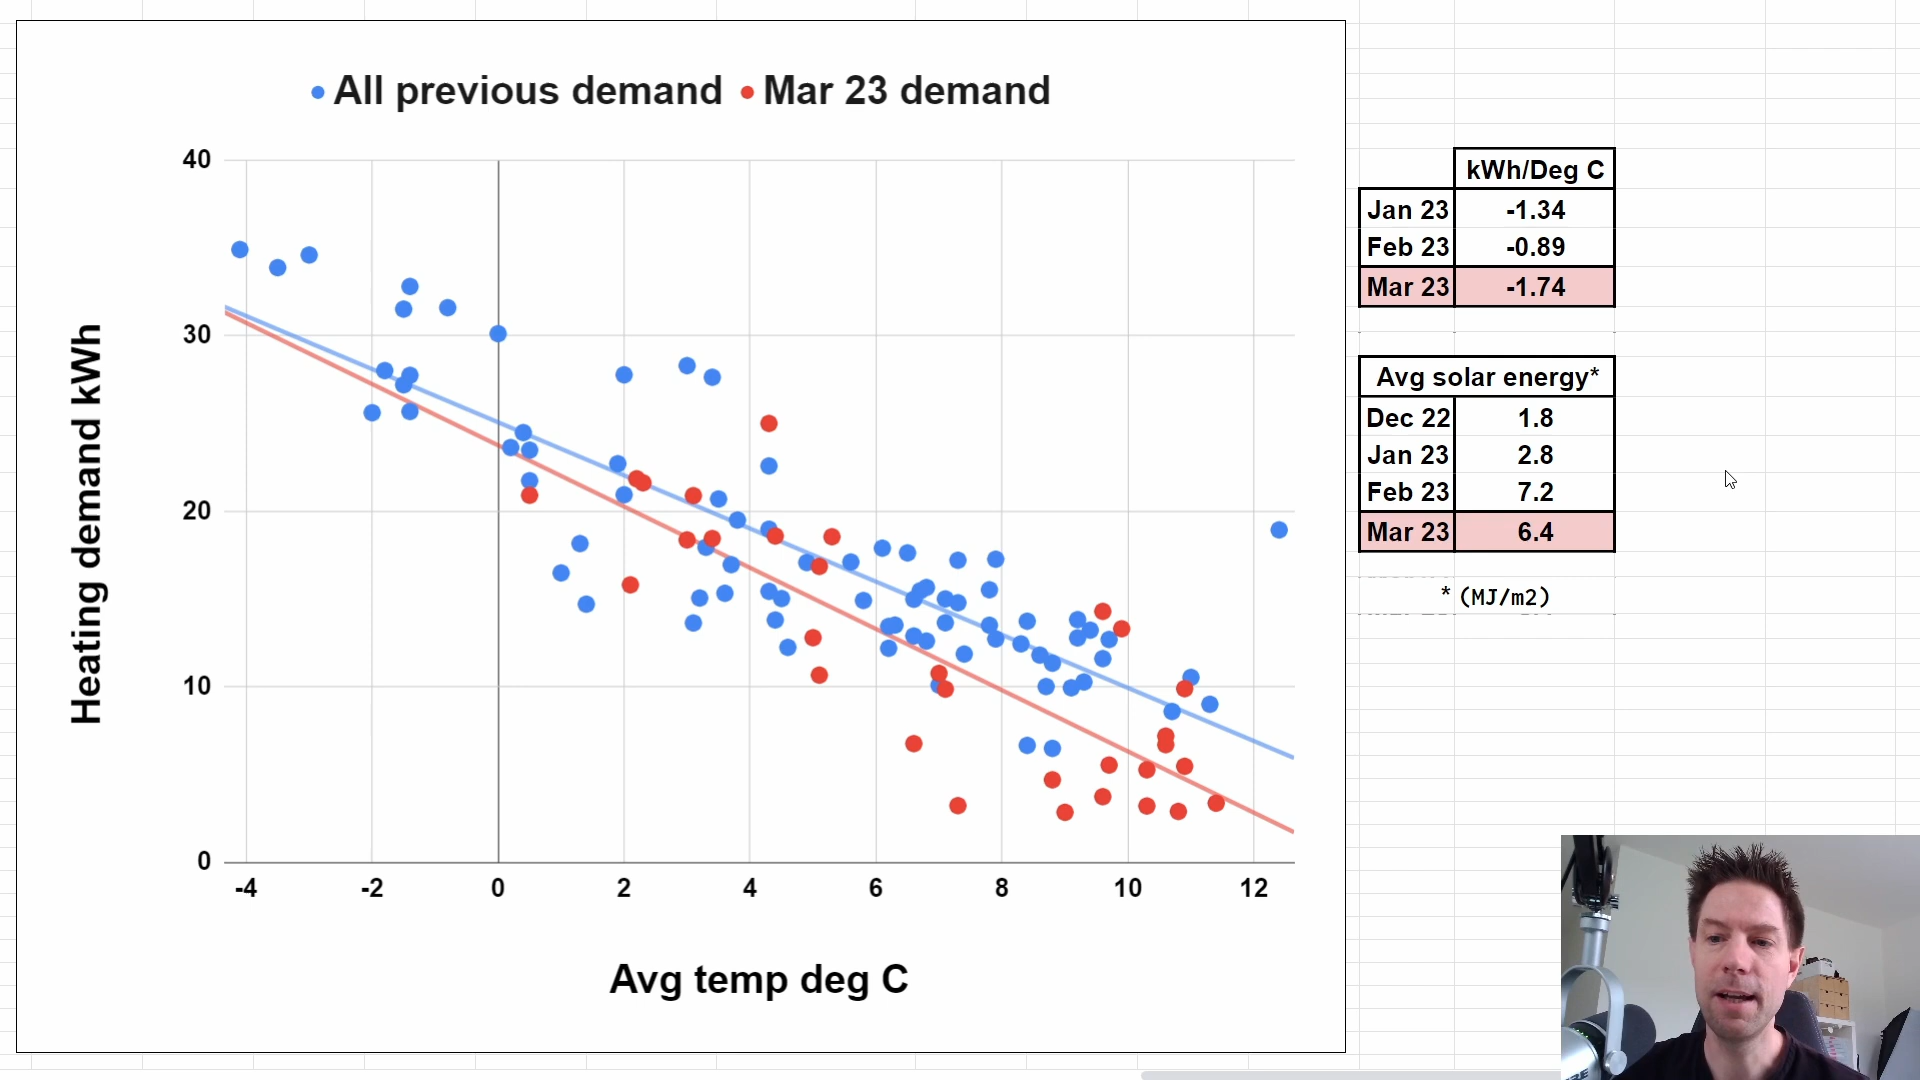 All previous demand Mar 23 demand
40
30
20
10
0
Heating demand kWh
-4 -2 0 2 4 6 8 10 12
Avg temp deg C
kWh/Deg C
Jan 23 -1.34
Feb 23 -0.89
Mar 23 -1.74
Avg solar energy*
Dec 22 1.8
Jan 23 2.8
Feb 23 7.2
Mar 23 6.4
* (MJ/m2)